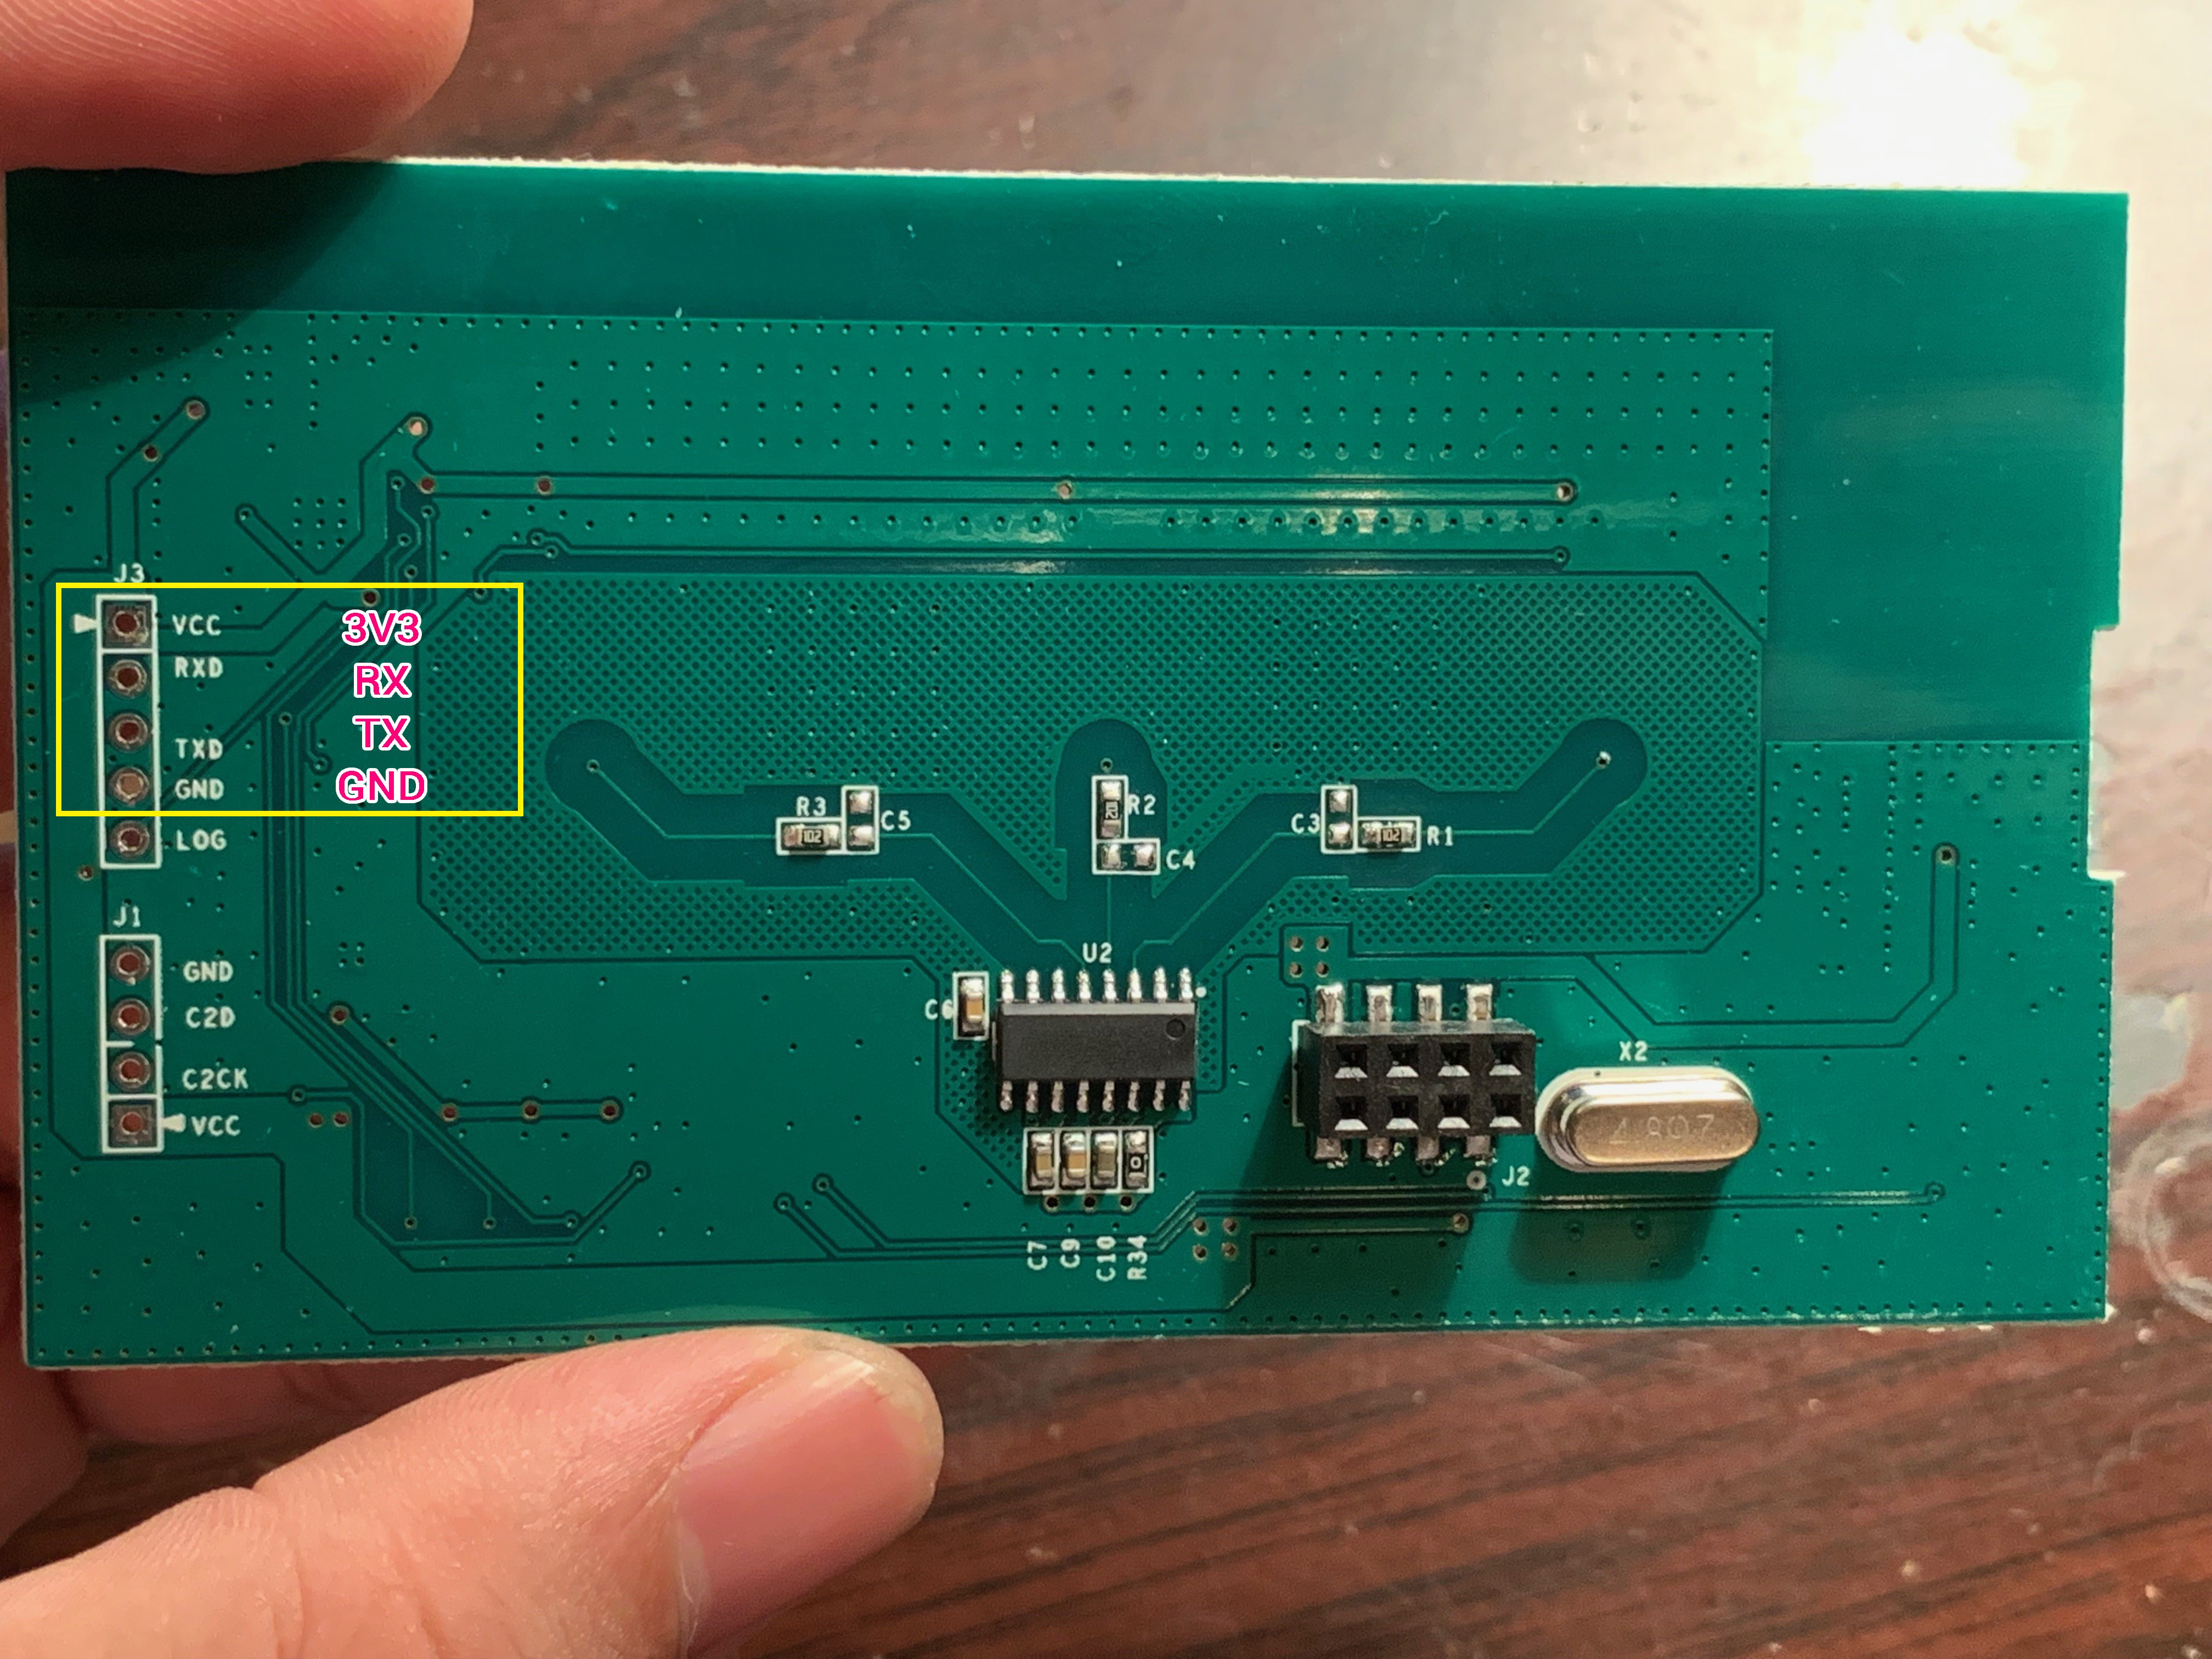 J3
VCC 3V3
RXD RX
TXD TX
GND GND
LOG
R3
C5
R2
C4
C3
R1
102
102
J1
GND
C2D
C2CK
VCC
U2
C6
X2
J2
0
C7
C9
C10
R34